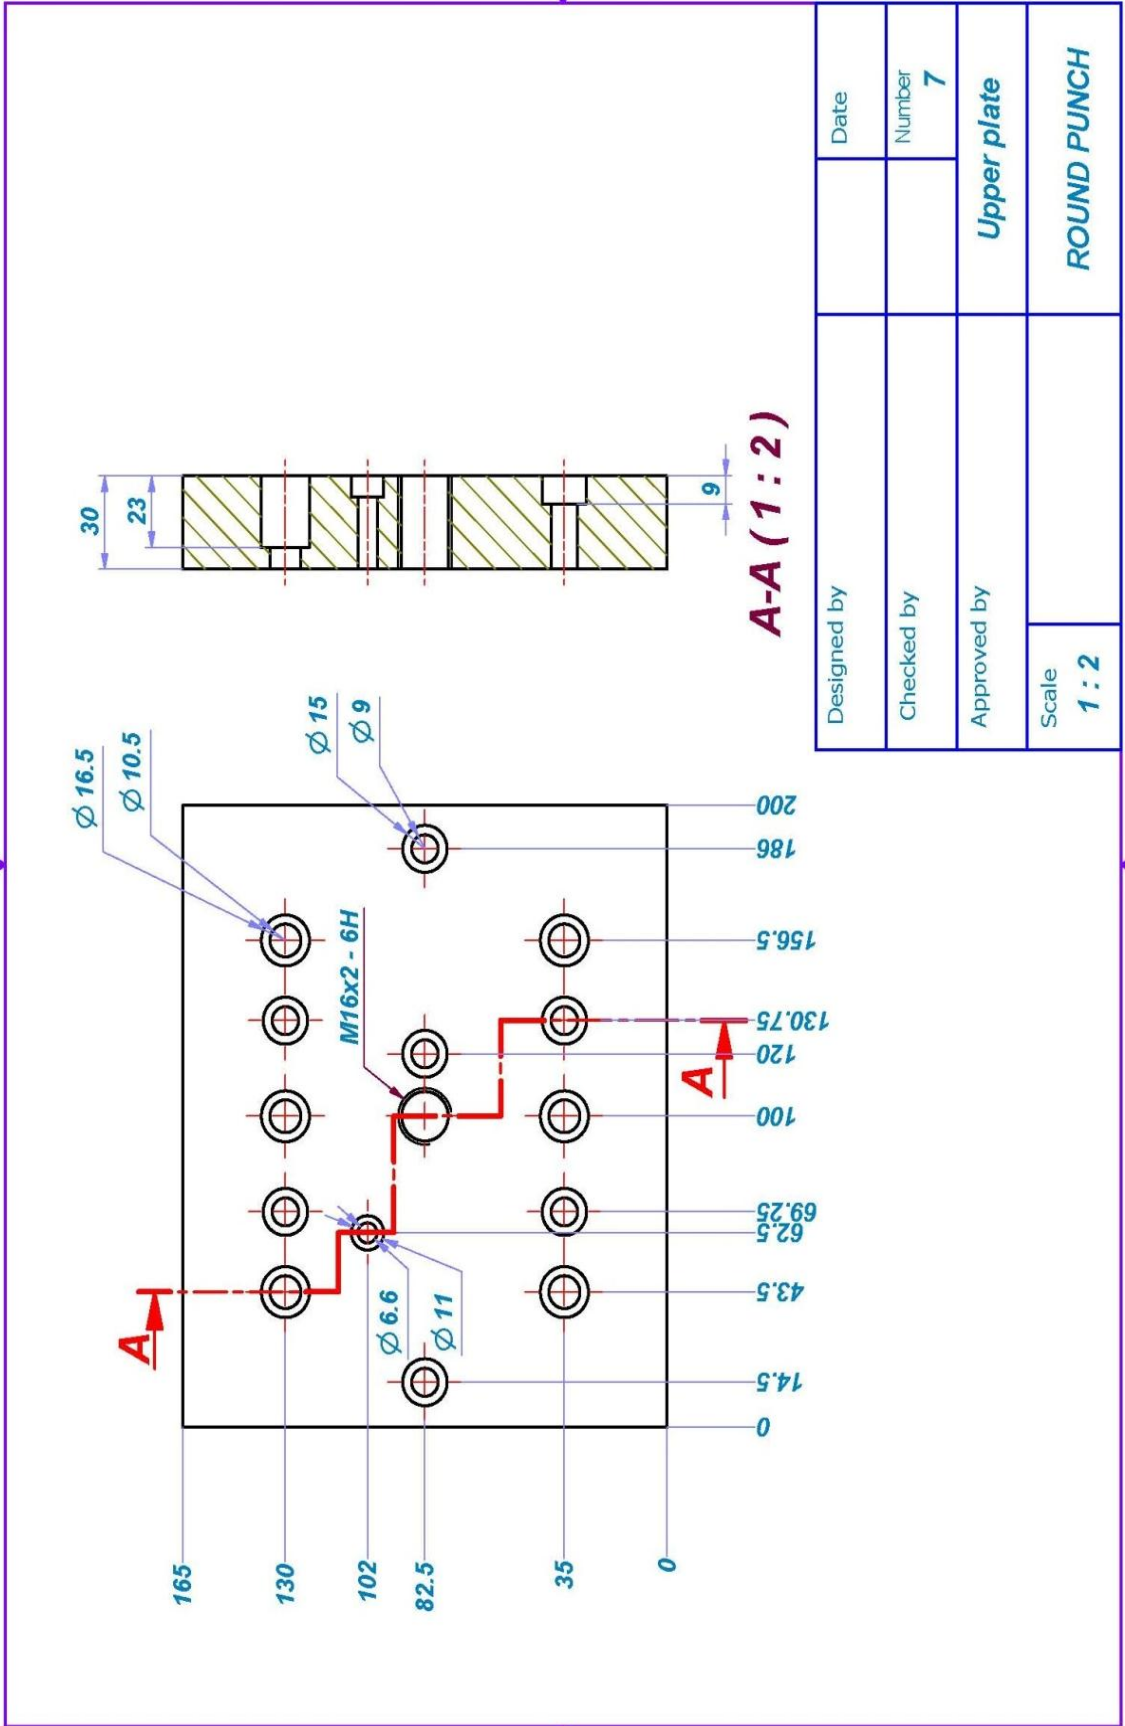 30
23
9
A-A ( 1 : 2 )
Ø 16.5
Ø 10.5
Ø 15
Ø 9
M16x2 - 6H
Ø 6.6
Ø 11
A
A
165
130
102
82.5
35
0
0
14.5
43.5
62.5
69.25
100
120
130.75
156.5
186
200
Designed by
Date
Checked by
Number
7
Approved by
Upper plate
Scale
1 : 2
ROUND PUNCH